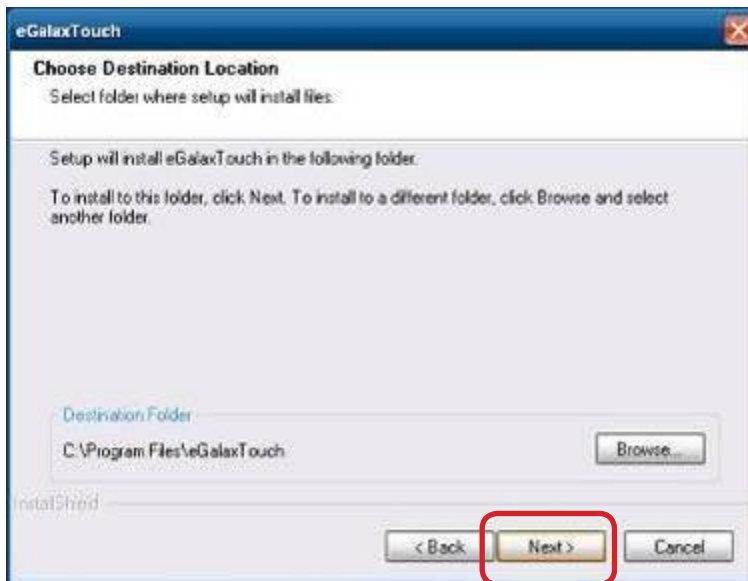 eGalaxTouch
Choose Destination Location
Select folder where setup will install files.
Setup will install eGalaxTouch in the following folder.
To install to this folder, click Next. To install to a different folder, click Browse and select
another folder.
Destination Folder
C:\Program Files\eGalaxTouch
Browse...
InstallShield
< Back
Next >
Cancel